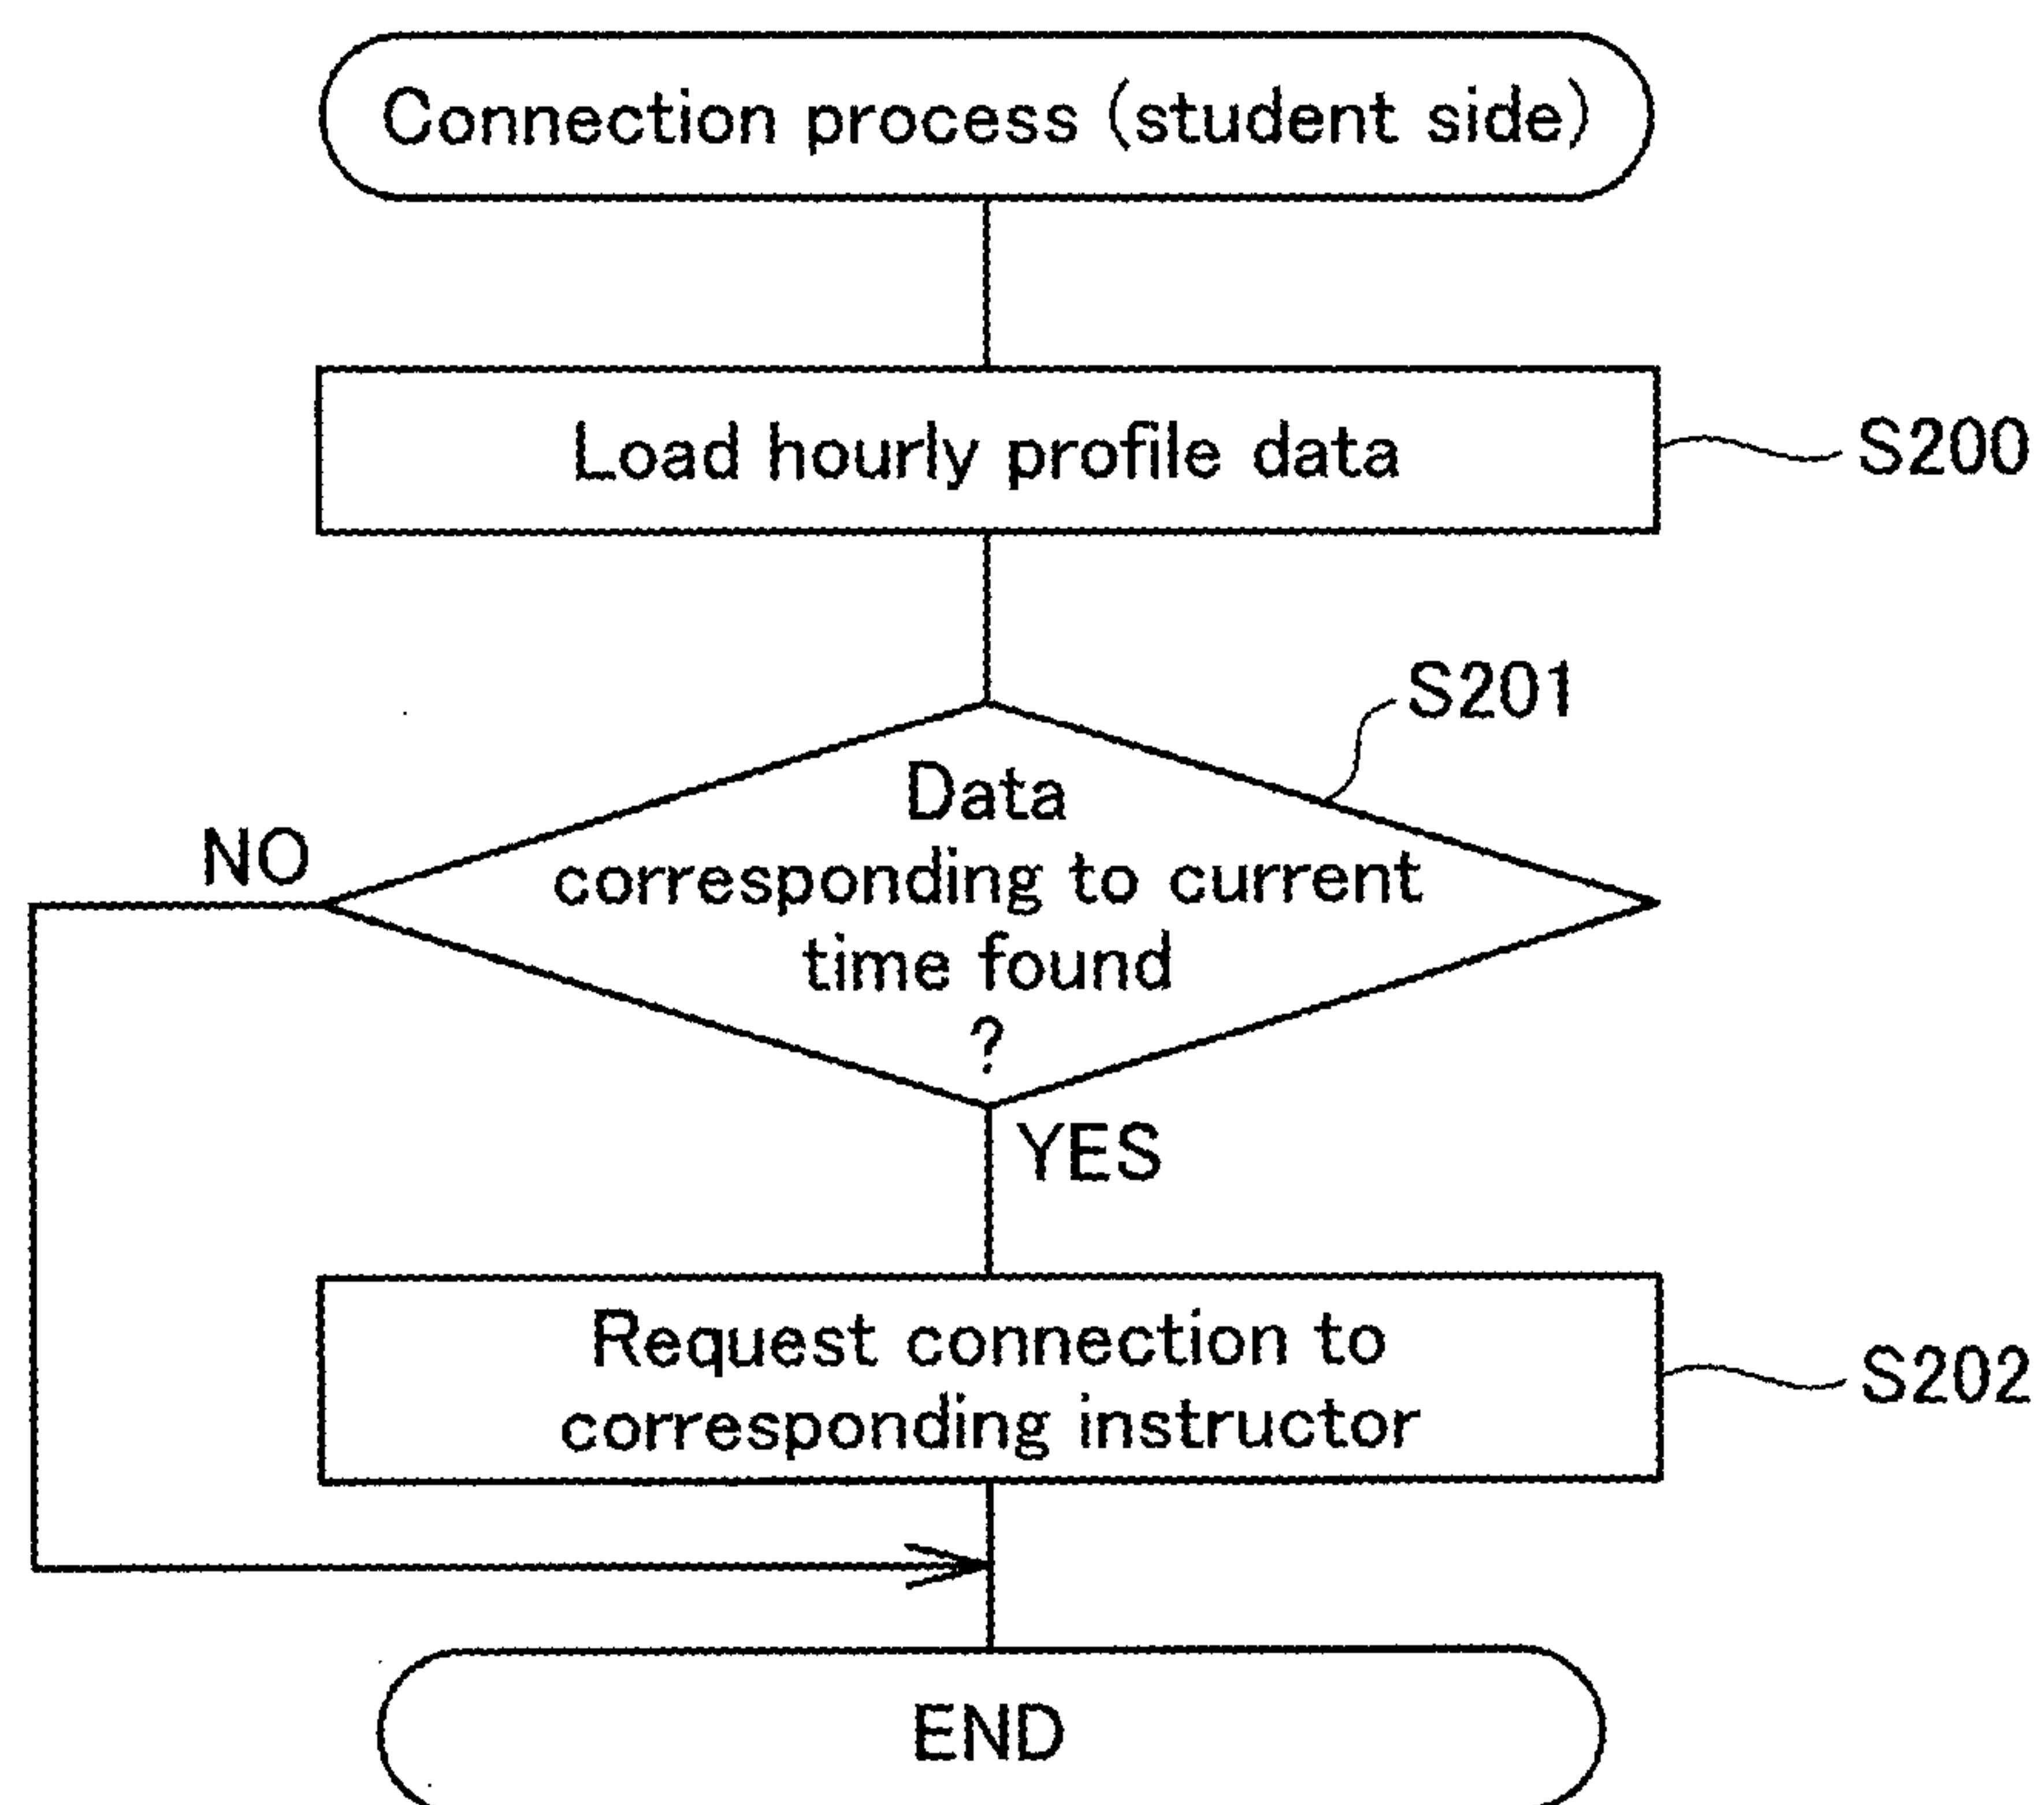 Connection process (student side)
Load hourly profile data
S200
S201
Data
corresponding to current
time found
?
NO
YES
Request connection to
corresponding instructor
S202
END